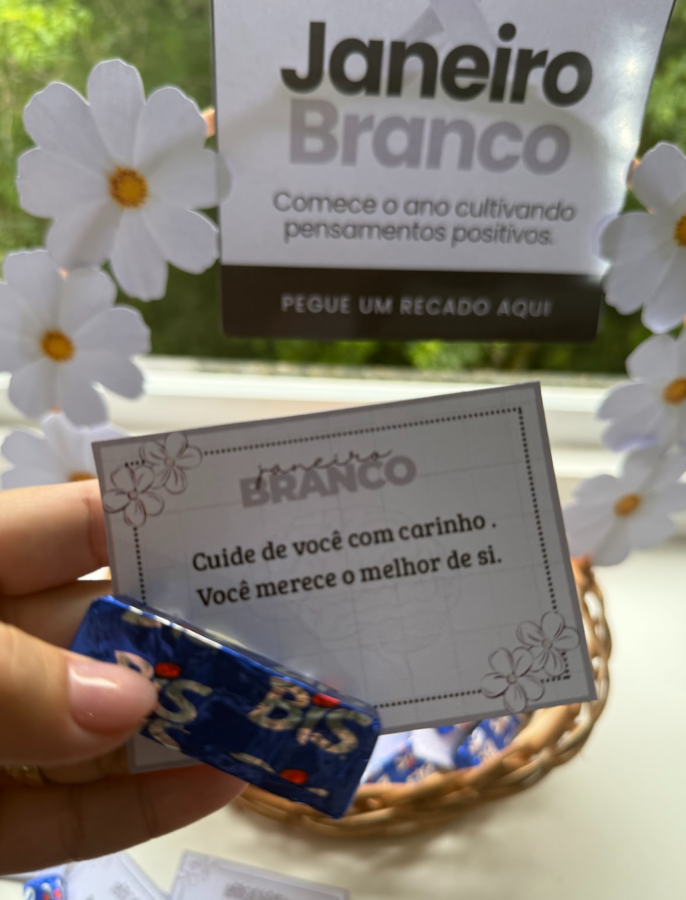 Janeiro
Branco
Comece o ano cultivando
pensamentos positivos.
PEGUE UM RECADO AQUI
janeiro
BRANCO
Cuide de você com carinho .
Você merece o melhor de si.
BIS
BIS